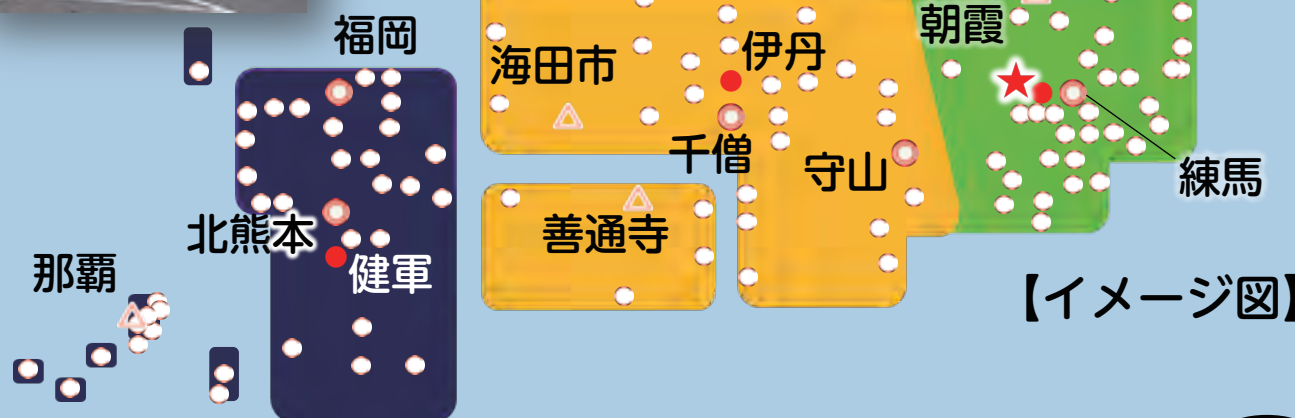 福岡
海田市
伊丹
朝霞
千僧
守山
練馬
北熊本
健軍
善通寺
那覇
【イメージ図】